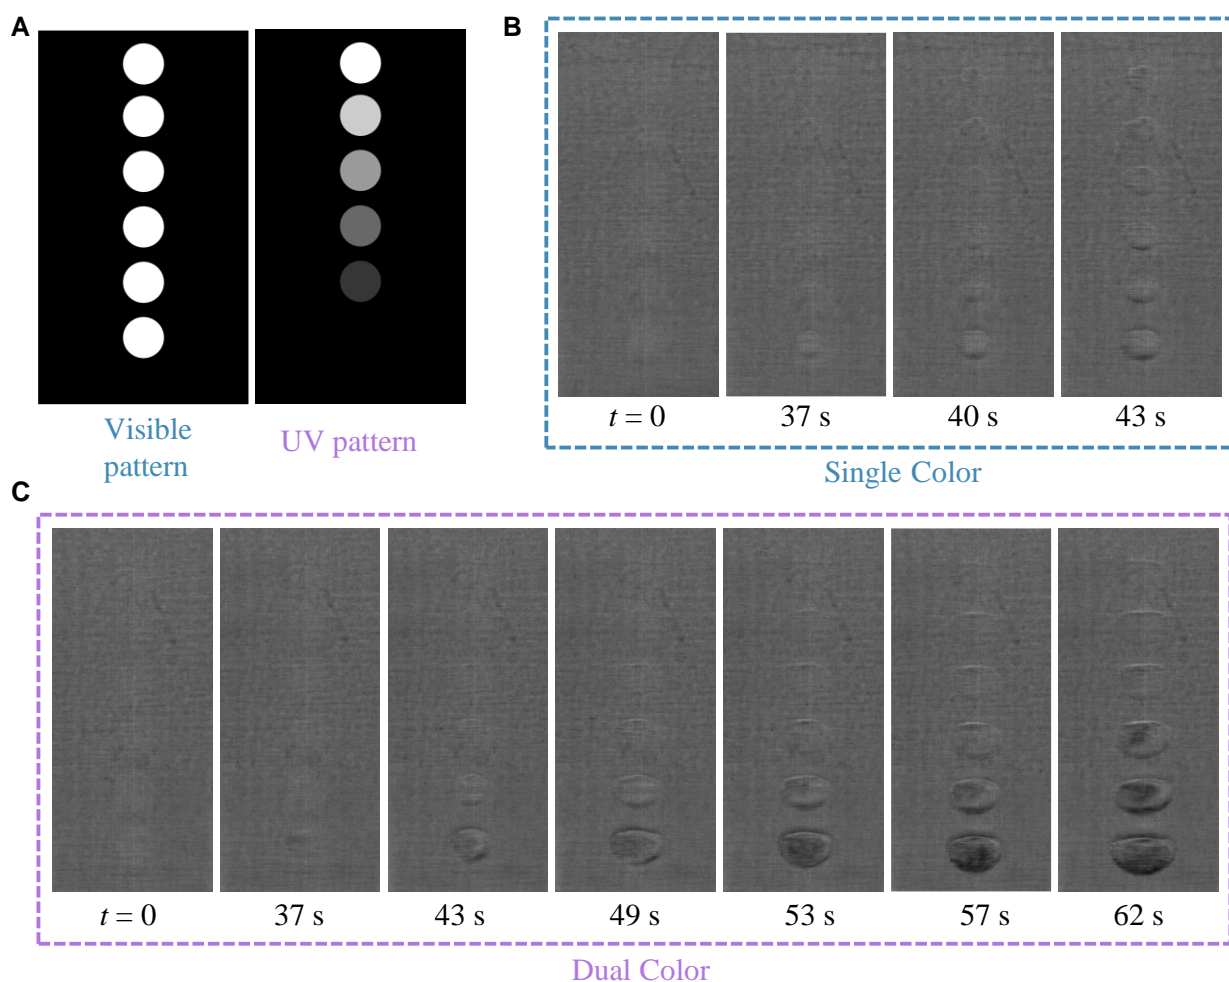 A
B
Visible
pattern
UV pattern
t = 0
37 s
40 s
43 s
Single Color
C
t = 0
37 s
43 s
49 s
53 s
57 s
62 s
Dual Color